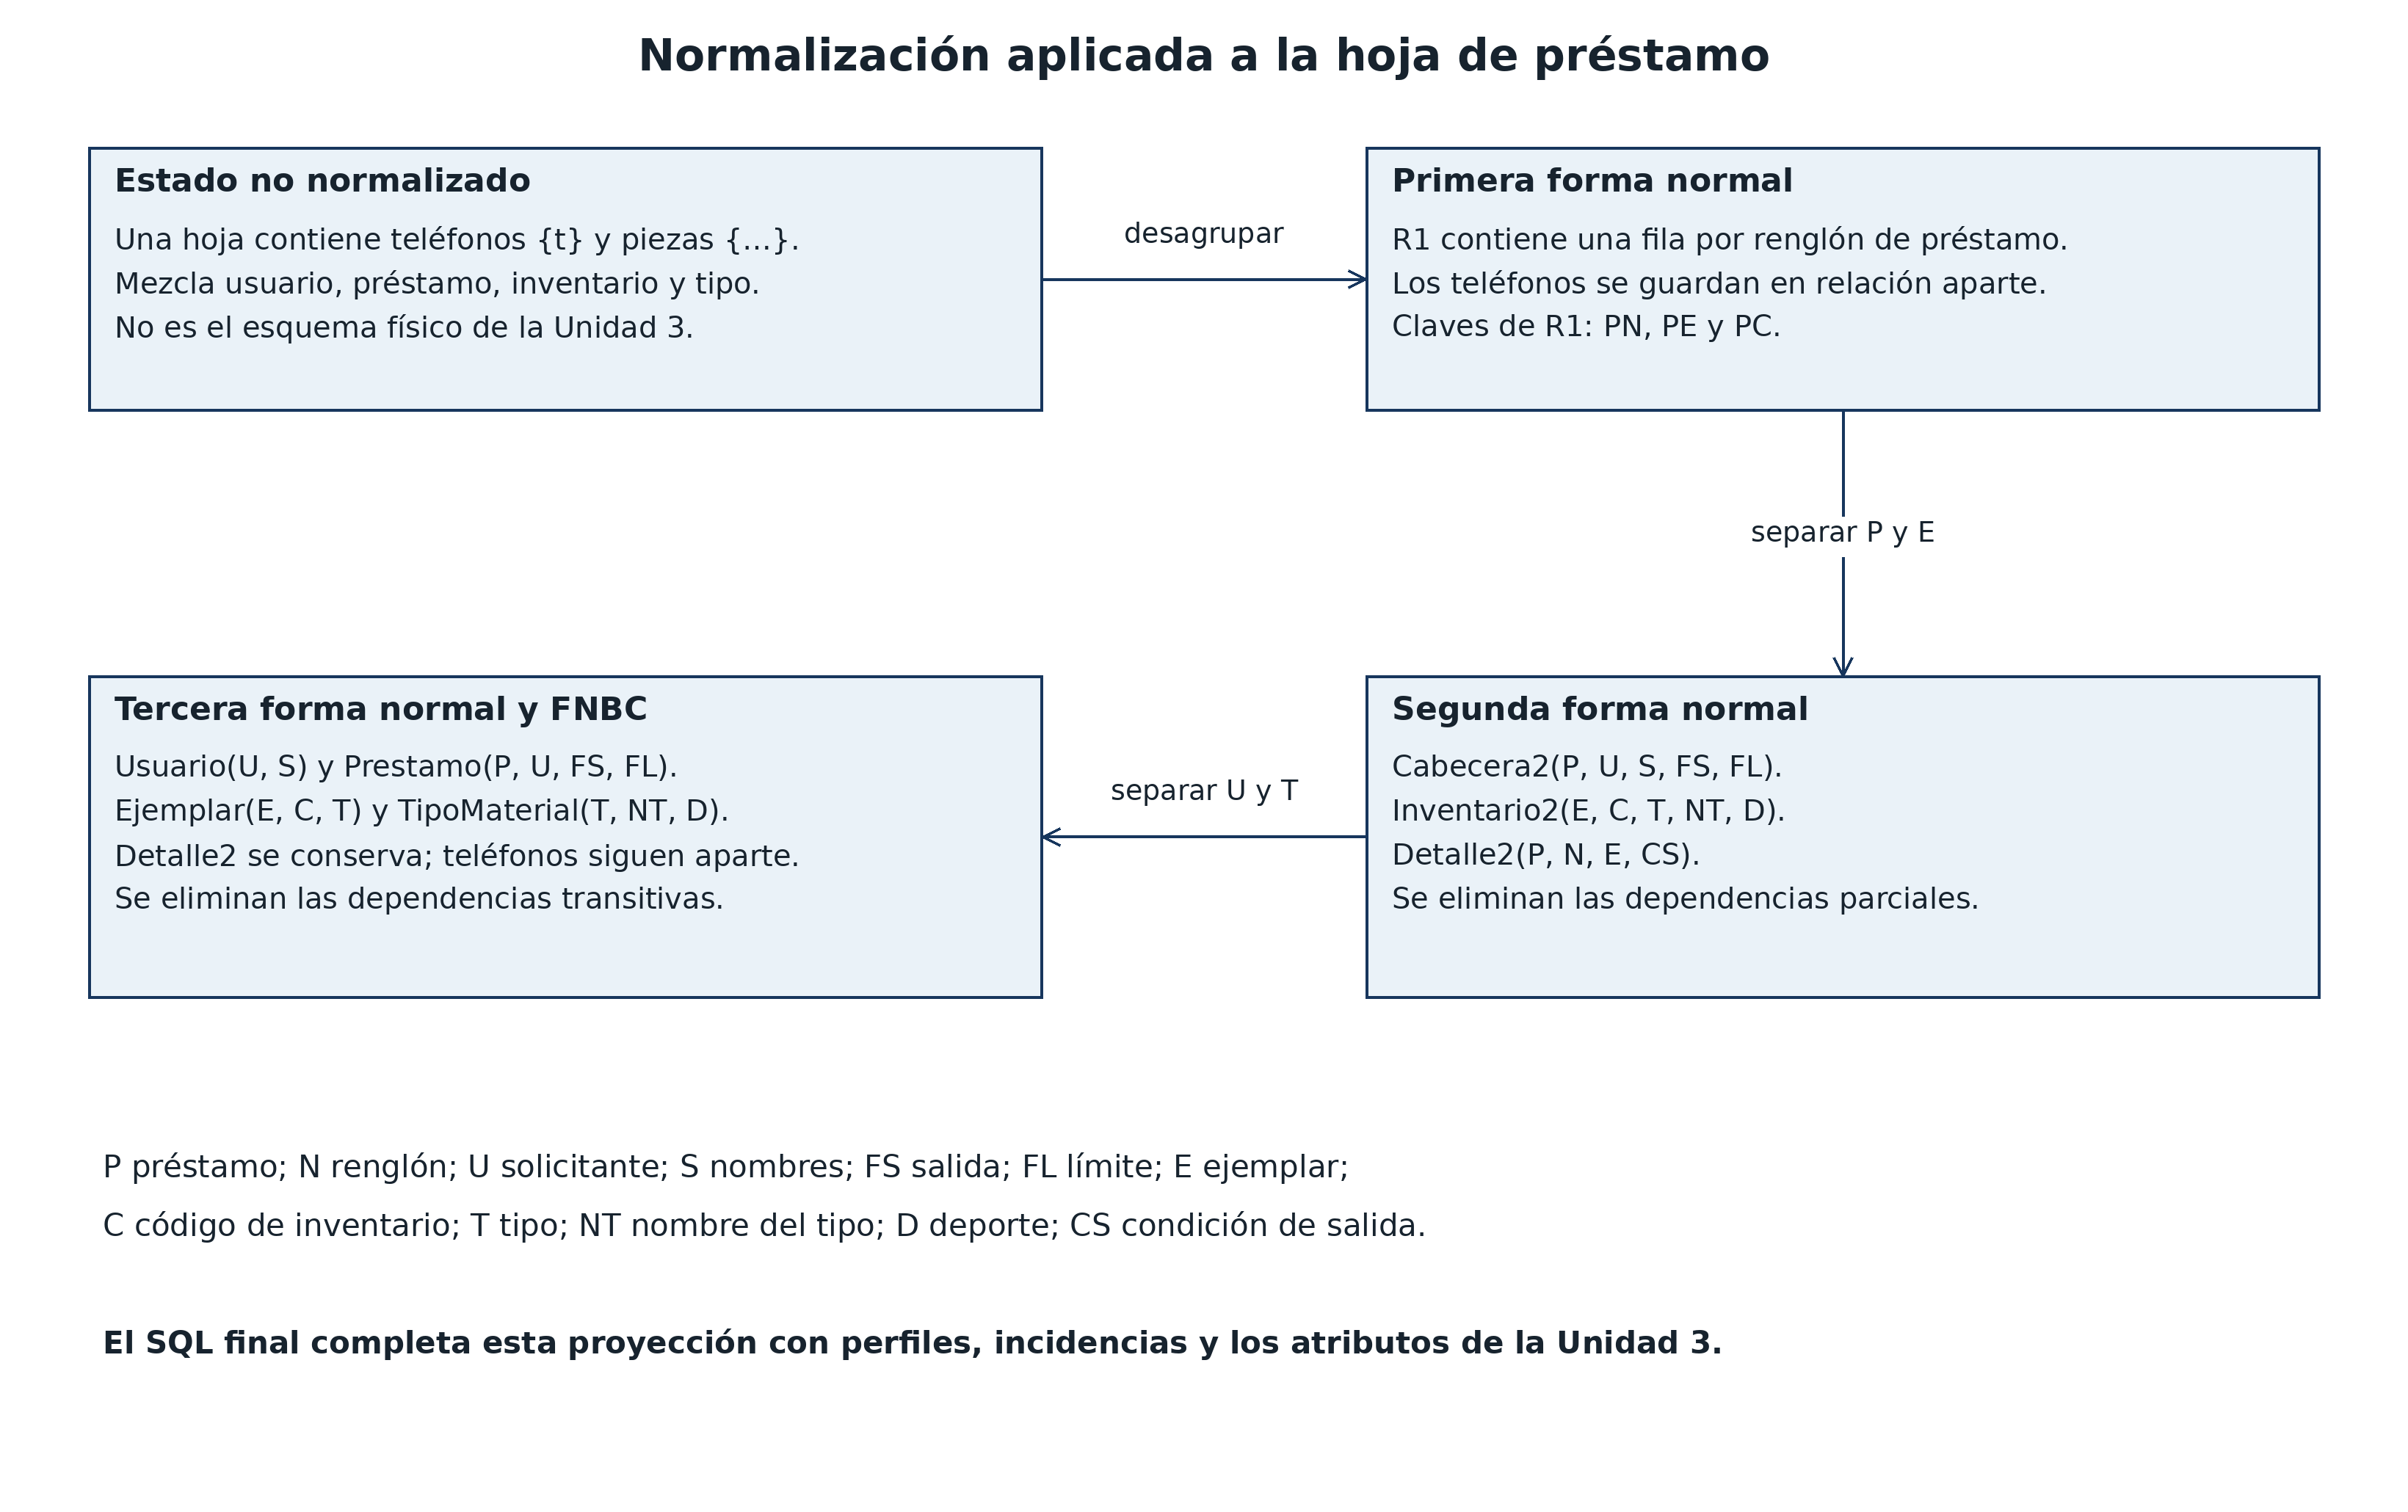 Normalización aplicada a la hoja de préstamo
Estado no normalizado
Una hoja contiene teléfonos {t} y piezas {...}.
Mezcla usuario, préstamo, inventario y tipo.
No es el esquema físico de la Unidad 3.
desagrupar
Primera forma normal
R1 contiene una fila por renglón de préstamo.
Los teléfonos se guardan en relación aparte.
Claves de R1: PN, PE y PC.
separar P y E
Segunda forma normal
Cabecera2(P, U, S, FS, FL).
Inventario2(E, C, T, NT, D).
Detalle2(P, N, E, CS).
Se eliminan las dependencias parciales.
separar U y T
Tercera forma normal y FNBC
Usuario(U, S) y Prestamo(P, U, FS, FL).
Ejemplar(E, C, T) y TipoMaterial(T, NT, D).
Detalle2 se conserva; teléfonos siguen aparte.
Se eliminan las dependencias transitivas.
P préstamo; N renglón; U solicitante; S nombres; FS salida; FL límite; E ejemplar;
C código de inventario; T tipo; NT nombre del tipo; D deporte; CS condición de salida.
El SQL final completa esta proyección con perfiles, incidencias y los atributos de la Unidad 3.